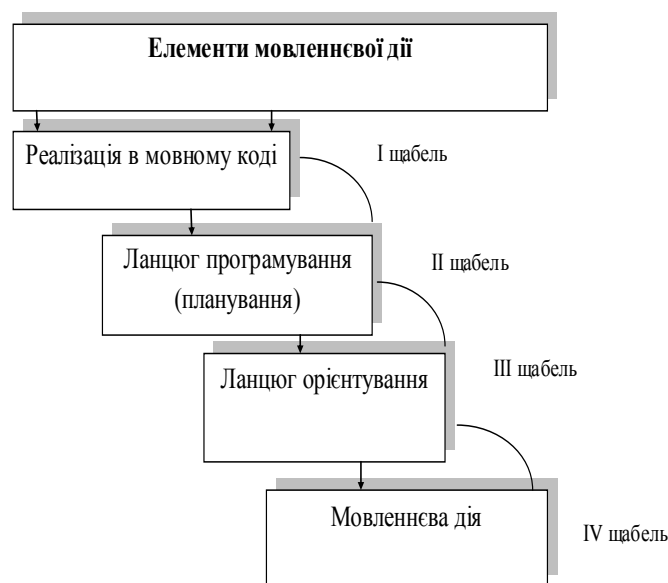 Елементи мовленнєвої дії
Реалізація в мовному коді
І щабель
Ланцюг програмування
(планування)
ІІ щабель
Ланцюг орієнтування
ІІІ щабель
Мовленнєва дія
ІV щабель